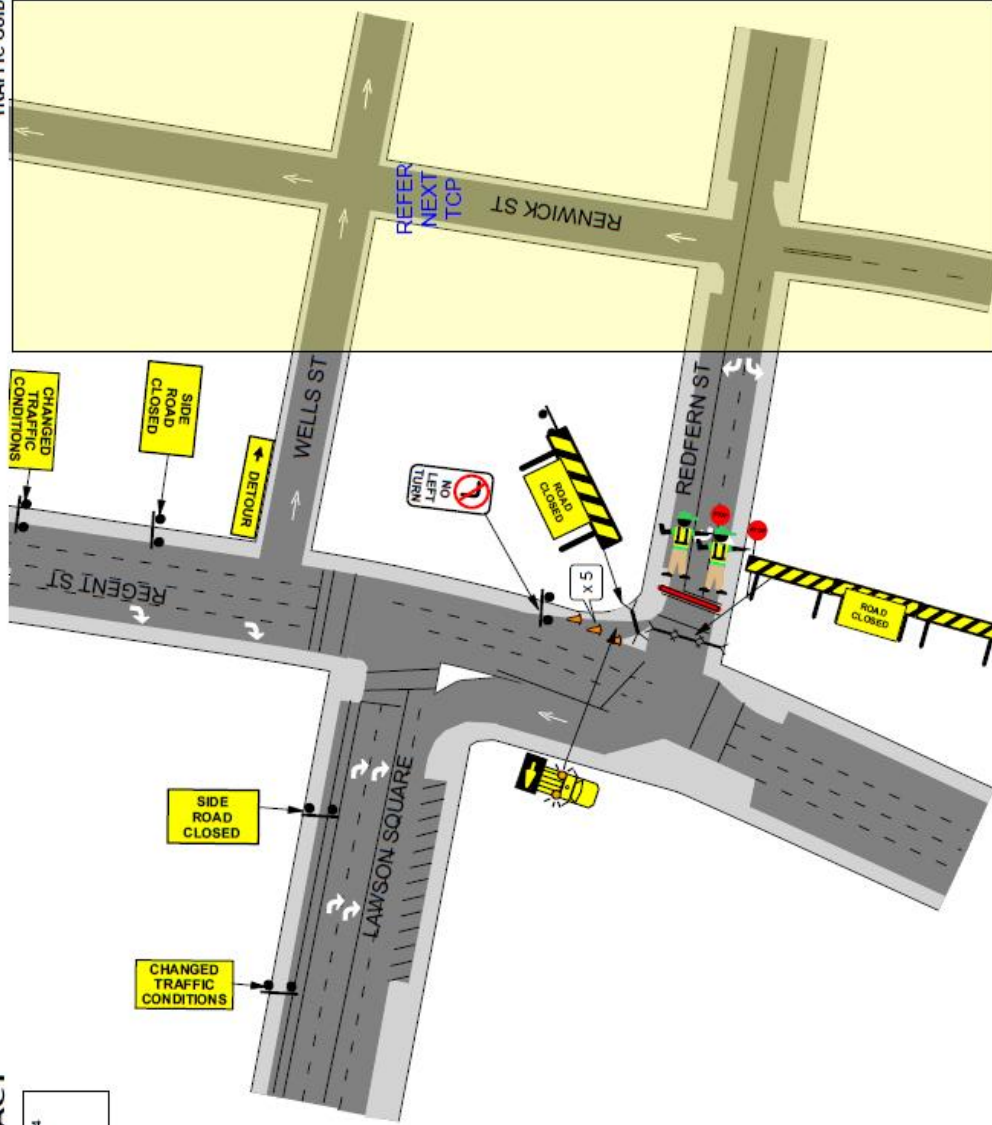 REFER
NEXT
TCP
RENWICK ST
CHANGED
TRAFFIC
CONDITIONS
SIDE
ROAD
CLOSED
DETOUR
WELLS ST
REDFERN ST
NO
LEFT
TURN
ROAD
CLOSED
x 5
REGENT ST
ROAD
CLOSED
SIDE
ROAD
CLOSED
LAWSON SQUARE
CHANGED
TRAFFIC
CONDITIONS